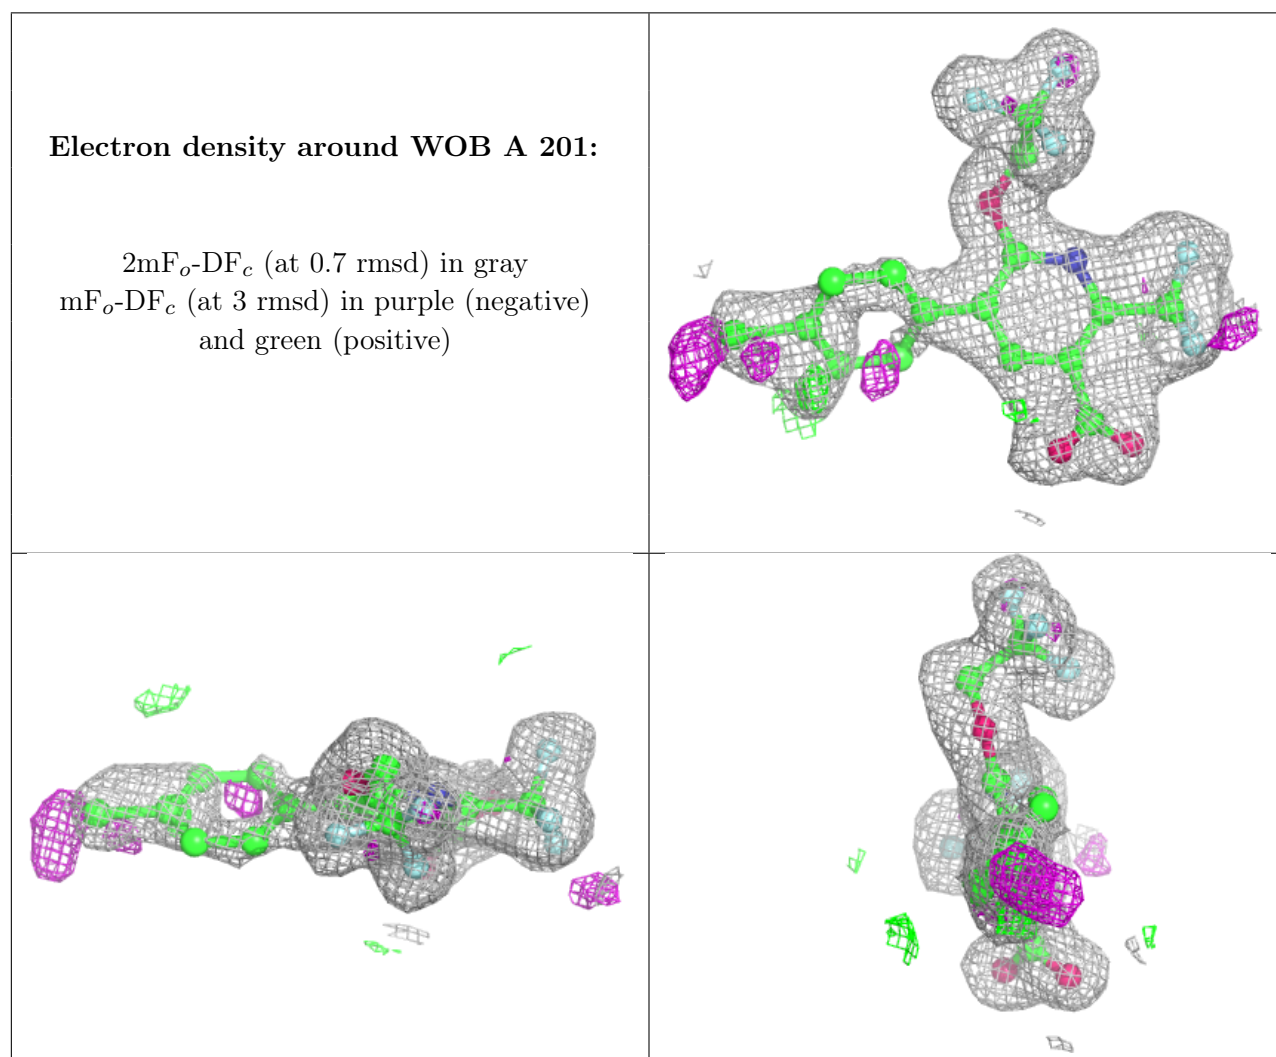 Electron density around WOB A 201:
2mF$_o$-DF$_c$ (at 0.7 rmsd) in gray
mF$_o$-DF$_c$ (at 3 rmsd) in purple (negative)
and green (positive)